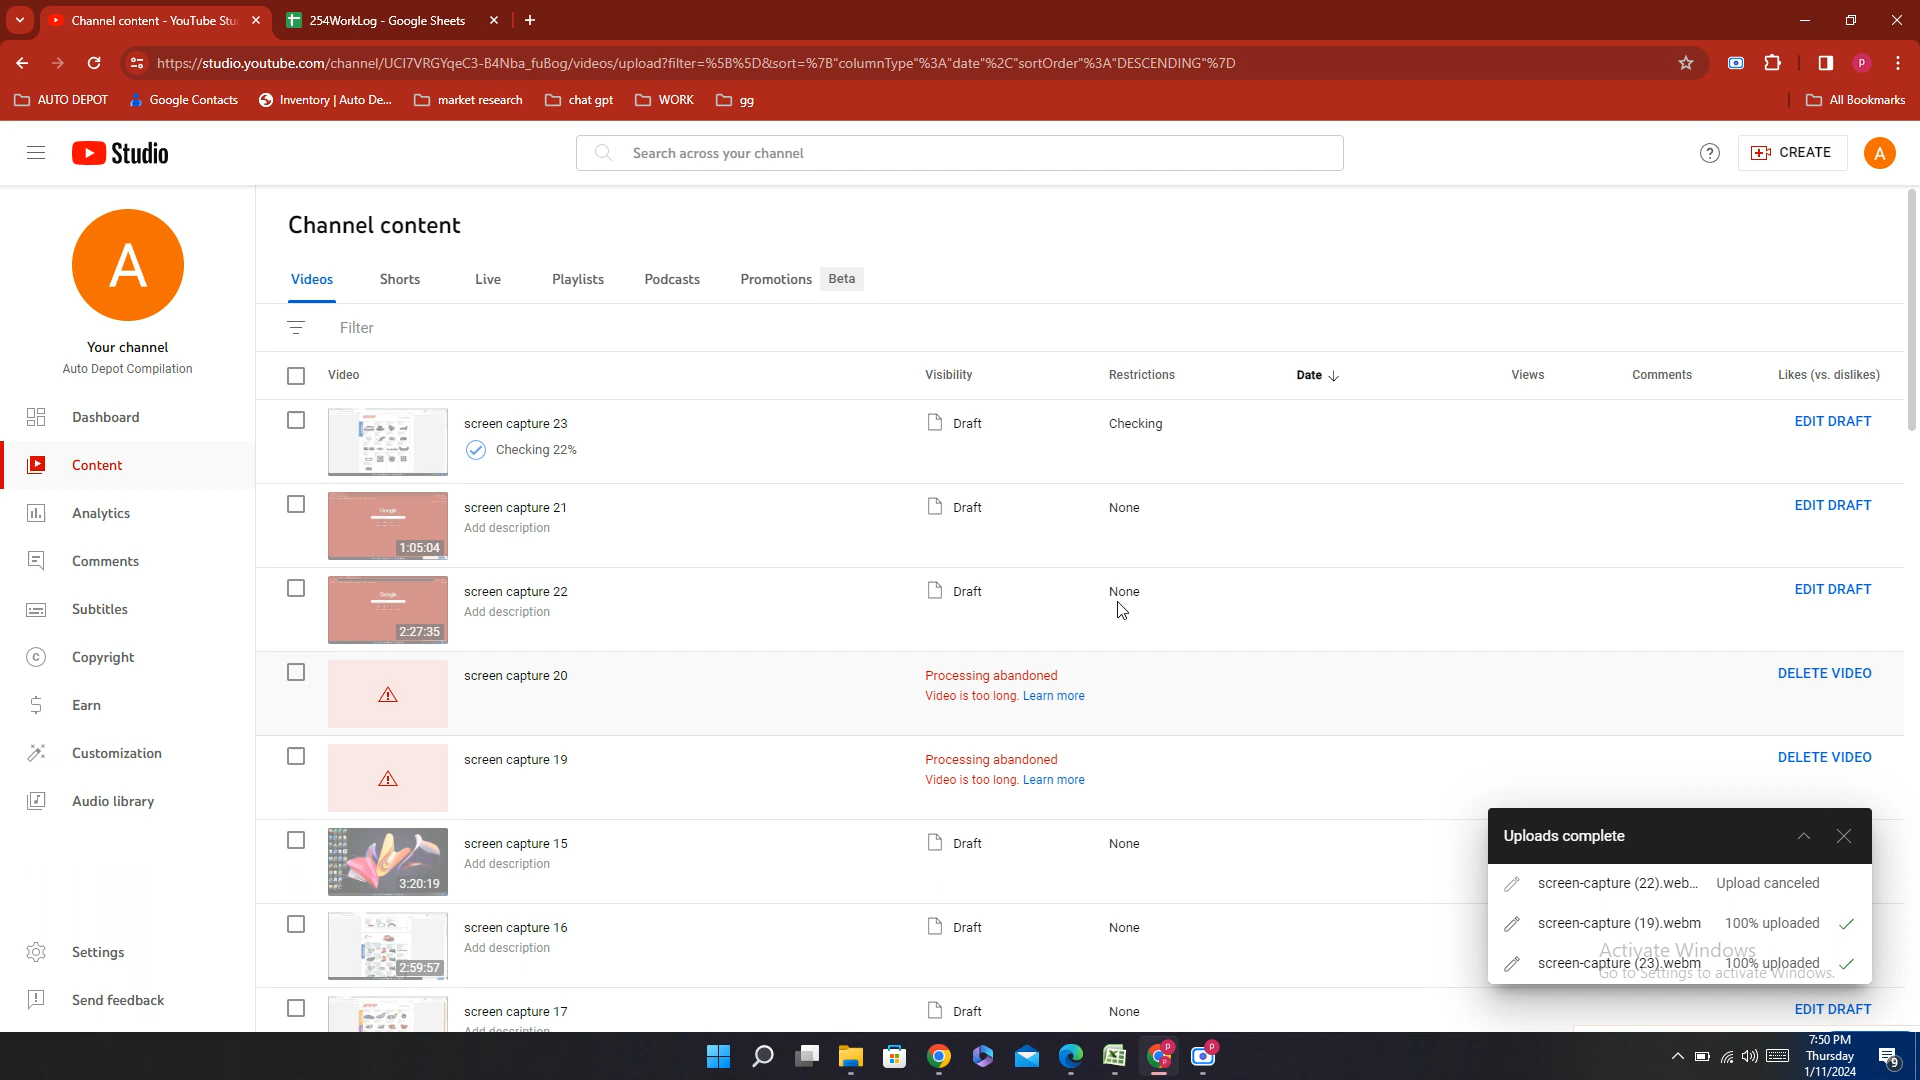 Channel content - YouTube Stu
254WorkLog - Google Sheets
https://studio.youtube.com/channel/UCI7VRGYqeC3-B4Nba_fuBog/videos/upload?filter=%5B%5D&sort=%7B"columnType"%3A"date"%2C"sortOrder"%3A"DESCENDING"%7D
P
AUTO DEPOT
Google Contacts
Inventory | Auto De...
market research
chat gpt
WORK
gg
All Bookmarks
Studio
Search across your channel
CREATE
A
A
Your channel
Auto Depot Compilation
Dashboard
Content
Analytics
Comments
Subtitles
Copyright
Earn
Customization
Audio library
Settings
Send feedback
Channel content
Videos
Shorts
Live
Playlists
Podcasts
Promotions
Beta
Filter
Video
Visibility
Restrictions
Date
Views
Comments
Likes (vs. dislikes)
screen capture 23
Checking 22%
Draft
Checking
EDIT DRAFT
Google
1:05:04
screen capture 21
Add description
Draft
None
EDIT DRAFT
Google
2:27:35
screen capture 22
Add description
Draft
None
EDIT DRAFT
screen capture 20
Processing abandoned
Video is too long. Learn more
DELETE VIDEO
screen capture 19
Processing abandoned
Video is too long. Learn more
DELETE VIDEO
3:20:19
screen capture 15
Add description
Draft
None
2:59:57
screen capture 16
Add description
Draft
None
screen capture 17
Add description
Draft
None
EDIT DRAFT
Uploads complete
screen-capture (22).web...
Upload canceled
screen-capture (19).webm
100% uploaded
screen-capture (23).webm
100% uploaded
Activate Windows
Go to Settings to activate Windows.
7:50 PM
Thursday
1/11/2024
9